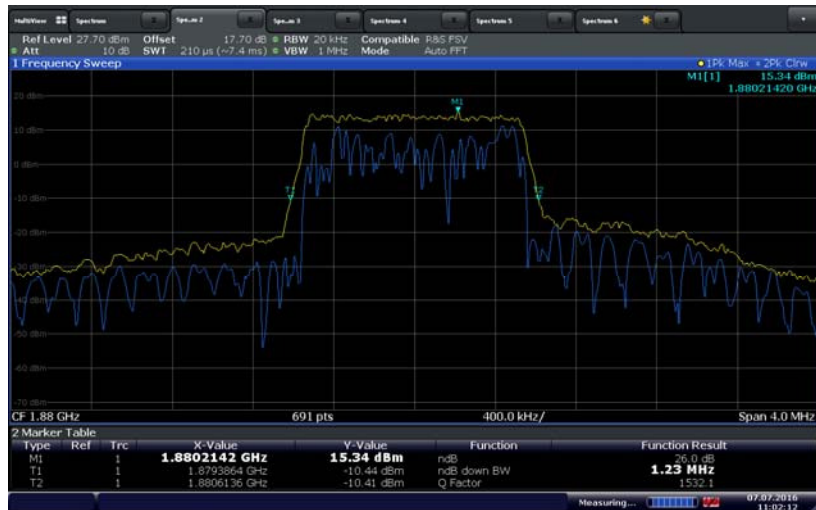 MultiView Spectrum X Spe...m 2 X Spe...m 3 X Spectrum 4 X Spectrum 5 X Spectrum 6 X
Ref Level 27.70 dBm Offset 17.70 dB RBW 20 kHz Compatible R&S FSV
Att 10 dB SWT 210 µs (~7.4 ms) VBW 1 MHz Mode Auto FFT
1 Frequency Sweep 1Pk Max 2Pk Clrw
M1[1] 15.34 dBm
1.88021420 GHz
20 dBm
M1
10 dBm
0 dBm
T1
T2
-10 dBm
-20 dBm
-40 dBm
-50 dBm
-60 dBm
-70 dBm
CF 1.88 GHz 691 pts 400.0 kHz/ Span 4.0 MHz
2 Marker Table
Type Ref Trc X-Value Y-Value Function Function Result
M1 1 1.8802142 GHz 15.34 dBm ndB 26.0 dB
T1 1 1.8793864 GHz -10.44 dBm ndB down BW 1.23 MHz
T2 1 1.8806136 GHz -10.41 dBm Q Factor 1532.1
Measuring... 07.07.2016
11:02:12